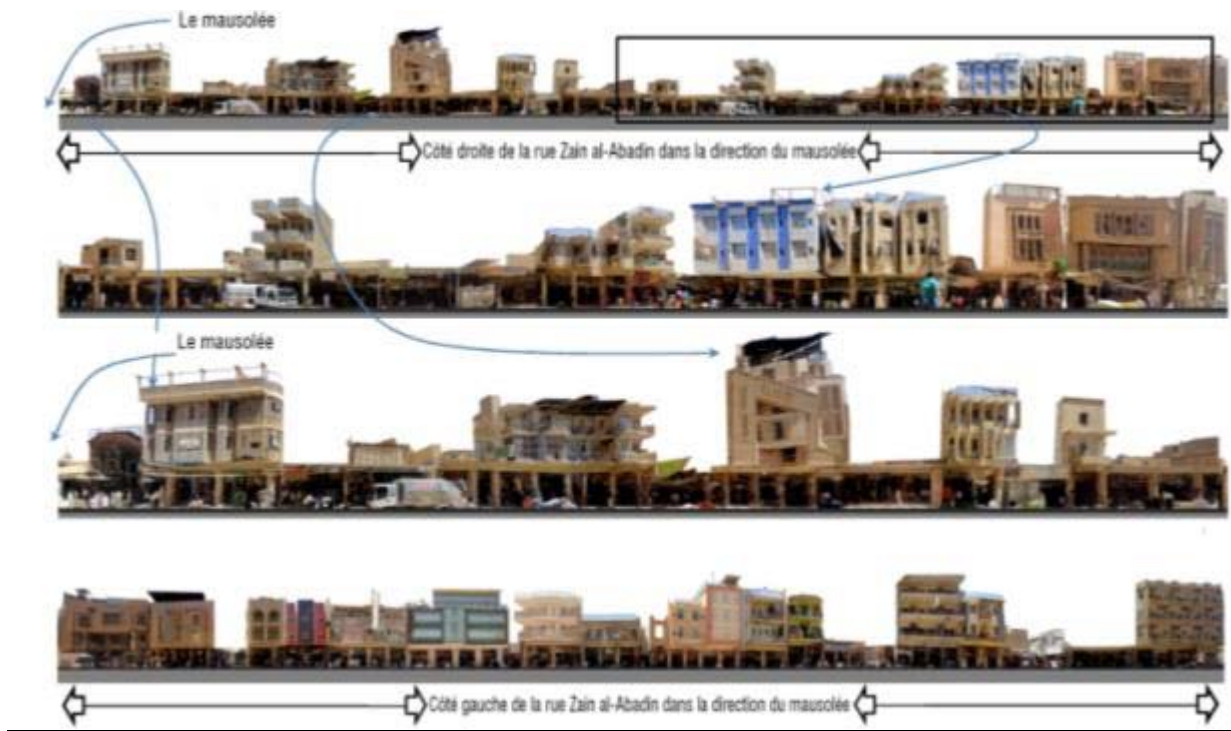 Le mausolée
Côté droite de la rue Zain al-Abadin dans la direction du mausolée
Le mausolée
Côté gauche de la rue Zain al-Abadin dans la direction du mausolée